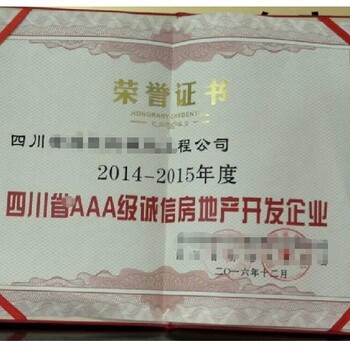 荣誉证书
HONORARY CREDENTIAL
四川 程公司
2014-2015年度
四川省AAA级诚信房地产开发企业
二〇一六年十二月